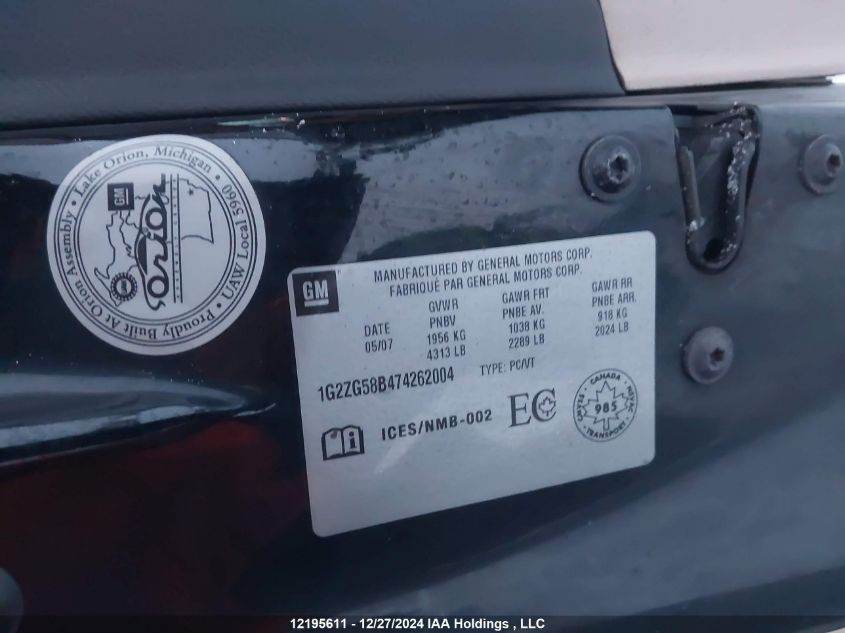 Orion Assembly • Lake Orion, Michigan •
GM
orion
Proudly Built At Orion Assembly • UAW Local 5960
GM
MANUFACTURED BY GENERAL MOTORS CORP.
FABRIQUÉ PAR GENERAL MOTORS CORP.
DATE
05/07
GVWR
PNBV
1956 KG
4313 LB
GAWR FRT
PNBE AV.
1038 KG
2289 LB
GAWR RR
PNBE ARR.
918 KG
2024 LB
1G2ZG58B474262004 TYPE: PC/VT
ICES/NMB-002 EC
CANADA
985
TRANSPORT
12195611 - 12/27/2024 IAA Holdings , LLC